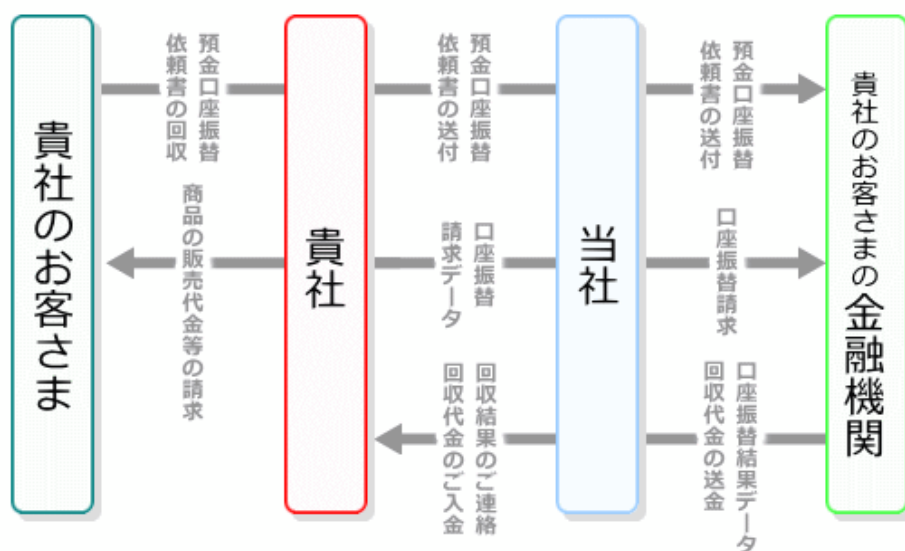 貴社のお客さま
預金口座振替
依頼書の回収
商品の販売代金等の請求
貴社
預金口座振替
依頼書の送付
口座振替
請求データ
回収結果のご連絡
回収代金のご入金
当社
預金口座振替
依頼書の送付
口座振替請求
口座振替結果データ
回収代金の送金
貴社のお客さまの金融機関